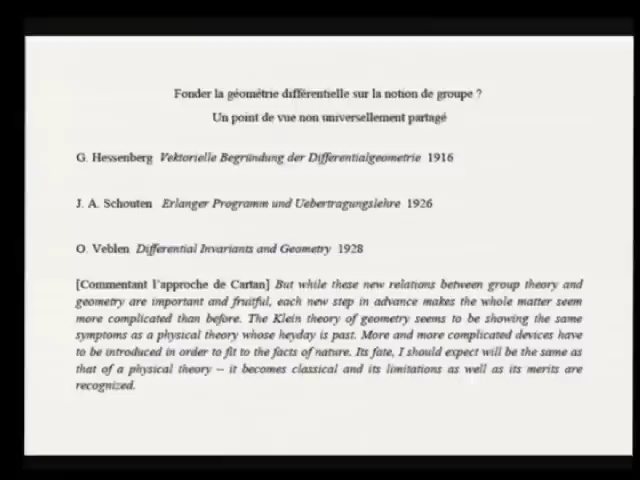 Fonder la géométrie différentielle sur la notion de groupe ?
Un point de vue non universellement partagé
G. Hessenberg Vektorielle Begründung der Differentialgeometrie 1916
J. A. Schouten Erlanger Programm und Uebertragungslehre 1926
O. Veblen Differential Invariants and Geometry 1928
[Commentant l'approche de Cartan] But while these new relations between group theory and
geometry are important and fruitful, each new step in advance makes the whole matter seem
more complicated than before. The Klein theory of geometry seems to be showing the same
symptoms as a physical theory whose heyday is past. More and more complicated devices have
to be introduced in order to fit to the facts of nature. Its fate, I should expect will be the same as
that of a physical theory – it becomes classical and its limitations as well as its merits are
recognized.